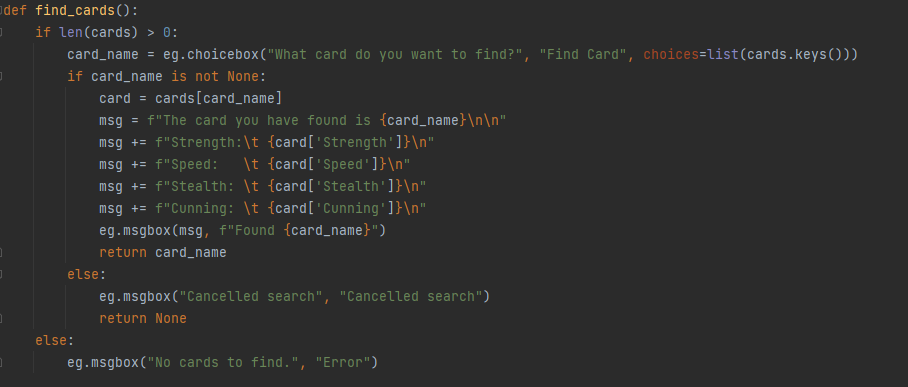 def find_cards():
    if len(cards) > 0:
        card_name = eg.choicebox("What card do you want to find?", "Find Card", choices=list(cards.keys()))
        if card_name is not None:
            card = cards[card_name]
            msg = f"The card you have found is {card_name}\n\n"
            msg += f"Strength:\t {card['Strength']}\n"
            msg += f"Speed:   \t {card['Speed']}\n"
            msg += f"Stealth: \t {card['Stealth']}\n"
            msg += f"Cunning: \t {card['Cunning']}\n"
            eg.msgbox(msg, f"Found {card_name}")
            return card_name
        else:
            eg.msgbox("Cancelled search", "Cancelled search")
            return None
    else:
        eg.msgbox("No cards to find.", "Error")